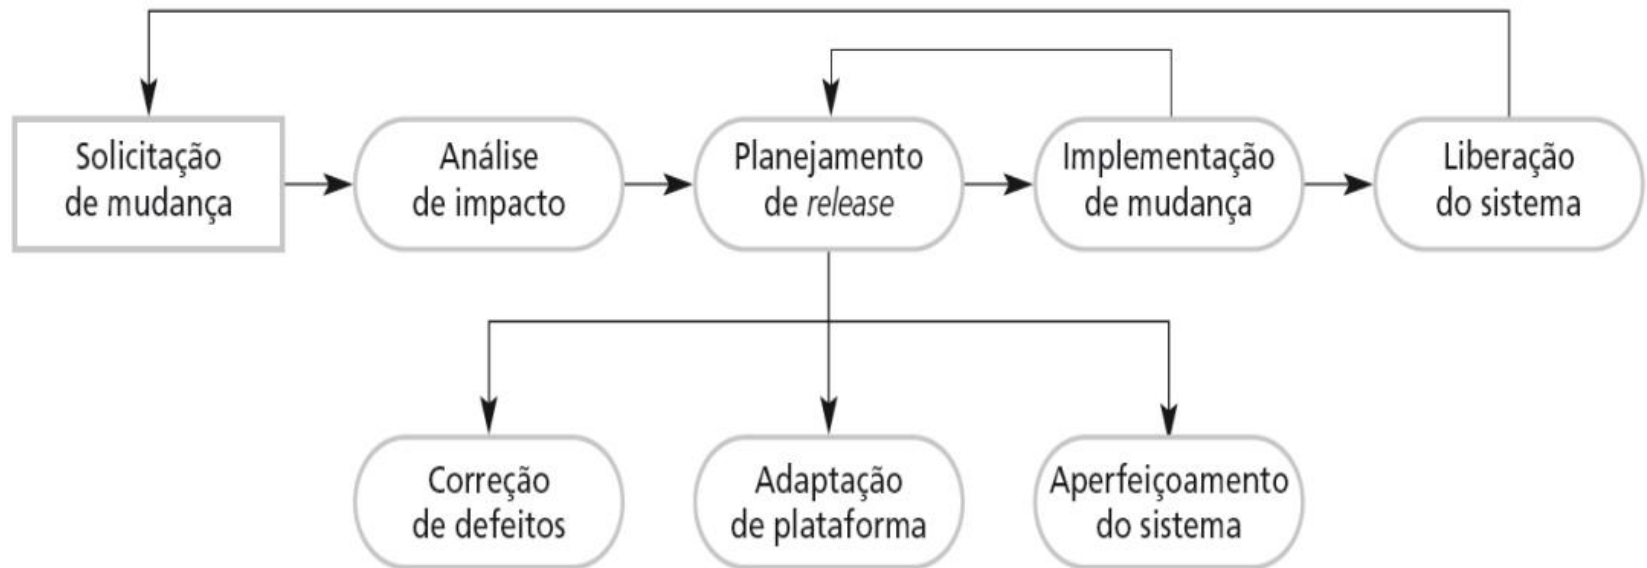 Solicitação
de mudança
Análise
de impacto
Planejamento
de release
Implementação
de mudança
Liberação
do sistema
Correção
de defeitos
Adaptação
de plataforma
Aperfeiçoamento
do sistema